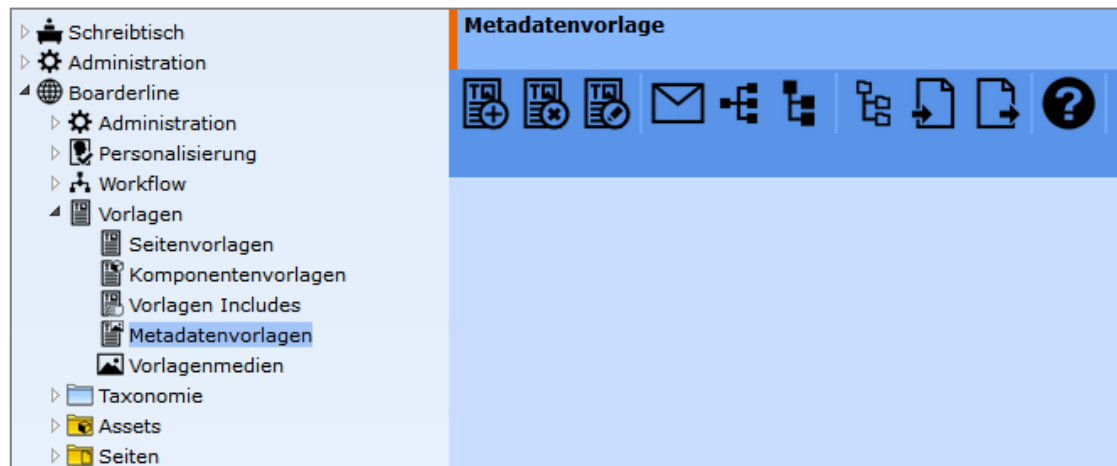 Schreibtisch
Administration
Boarderline
Administration
Personalisierung
Workflow
Vorlagen
Seitenvorlagen
Komponentenvorlagen
Vorlagen Includes
Metadatenvorlagen
Vorlagenmedien
Taxonomie
Assets
Seiten
Metadatenvorlage